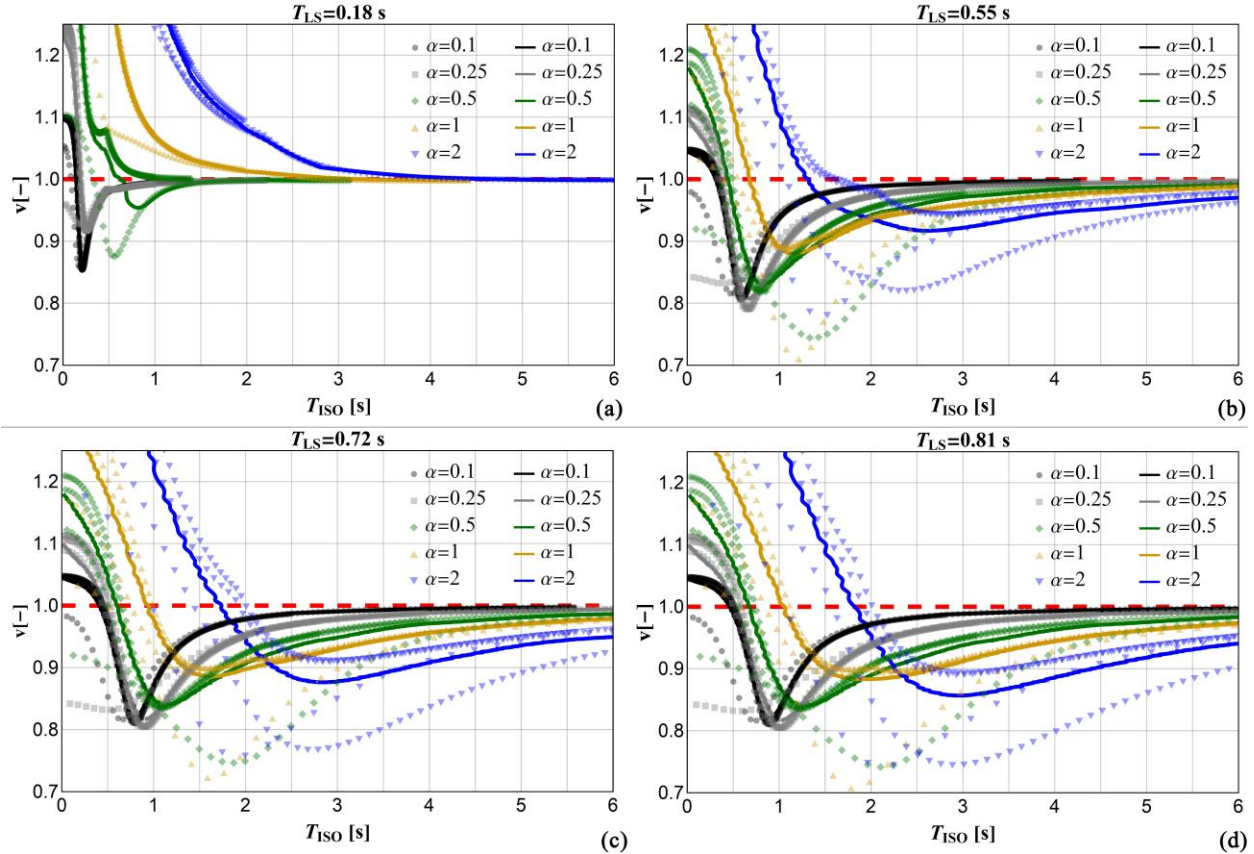 T_LS=0.18 s
1.2
1.1
1.0
0.9
0.8
0.7
v[−]
α=0.1 α=0.1
α=0.25 α=0.25
α=0.5 α=0.5
α=1 α=1
α=2 α=2
0 1 2 3 4 5 6
T_ISO [s]
(a)
T_LS=0.55 s
1.2
1.1
1.0
0.9
0.8
0.7
v[−]
α=0.1 α=0.1
α=0.25 α=0.25
α=0.5 α=0.5
α=1 α=1
α=2 α=2
0 1 2 3 4 5 6
T_ISO [s]
(b)
T_LS=0.72 s
1.2
1.1
1.0
0.9
0.8
0.7
v[−]
α=0.1 α=0.1
α=0.25 α=0.25
α=0.5 α=0.5
α=1 α=1
α=2 α=2
0 1 2 3 4 5 6
T_ISO [s]
(c)
T_LS=0.81 s
1.2
1.1
1.0
0.9
0.8
0.7
v[−]
α=0.1 α=0.1
α=0.25 α=0.25
α=0.5 α=0.5
α=1 α=1
α=2 α=2
0 1 2 3 4 5 6
T_ISO [s]
(d)